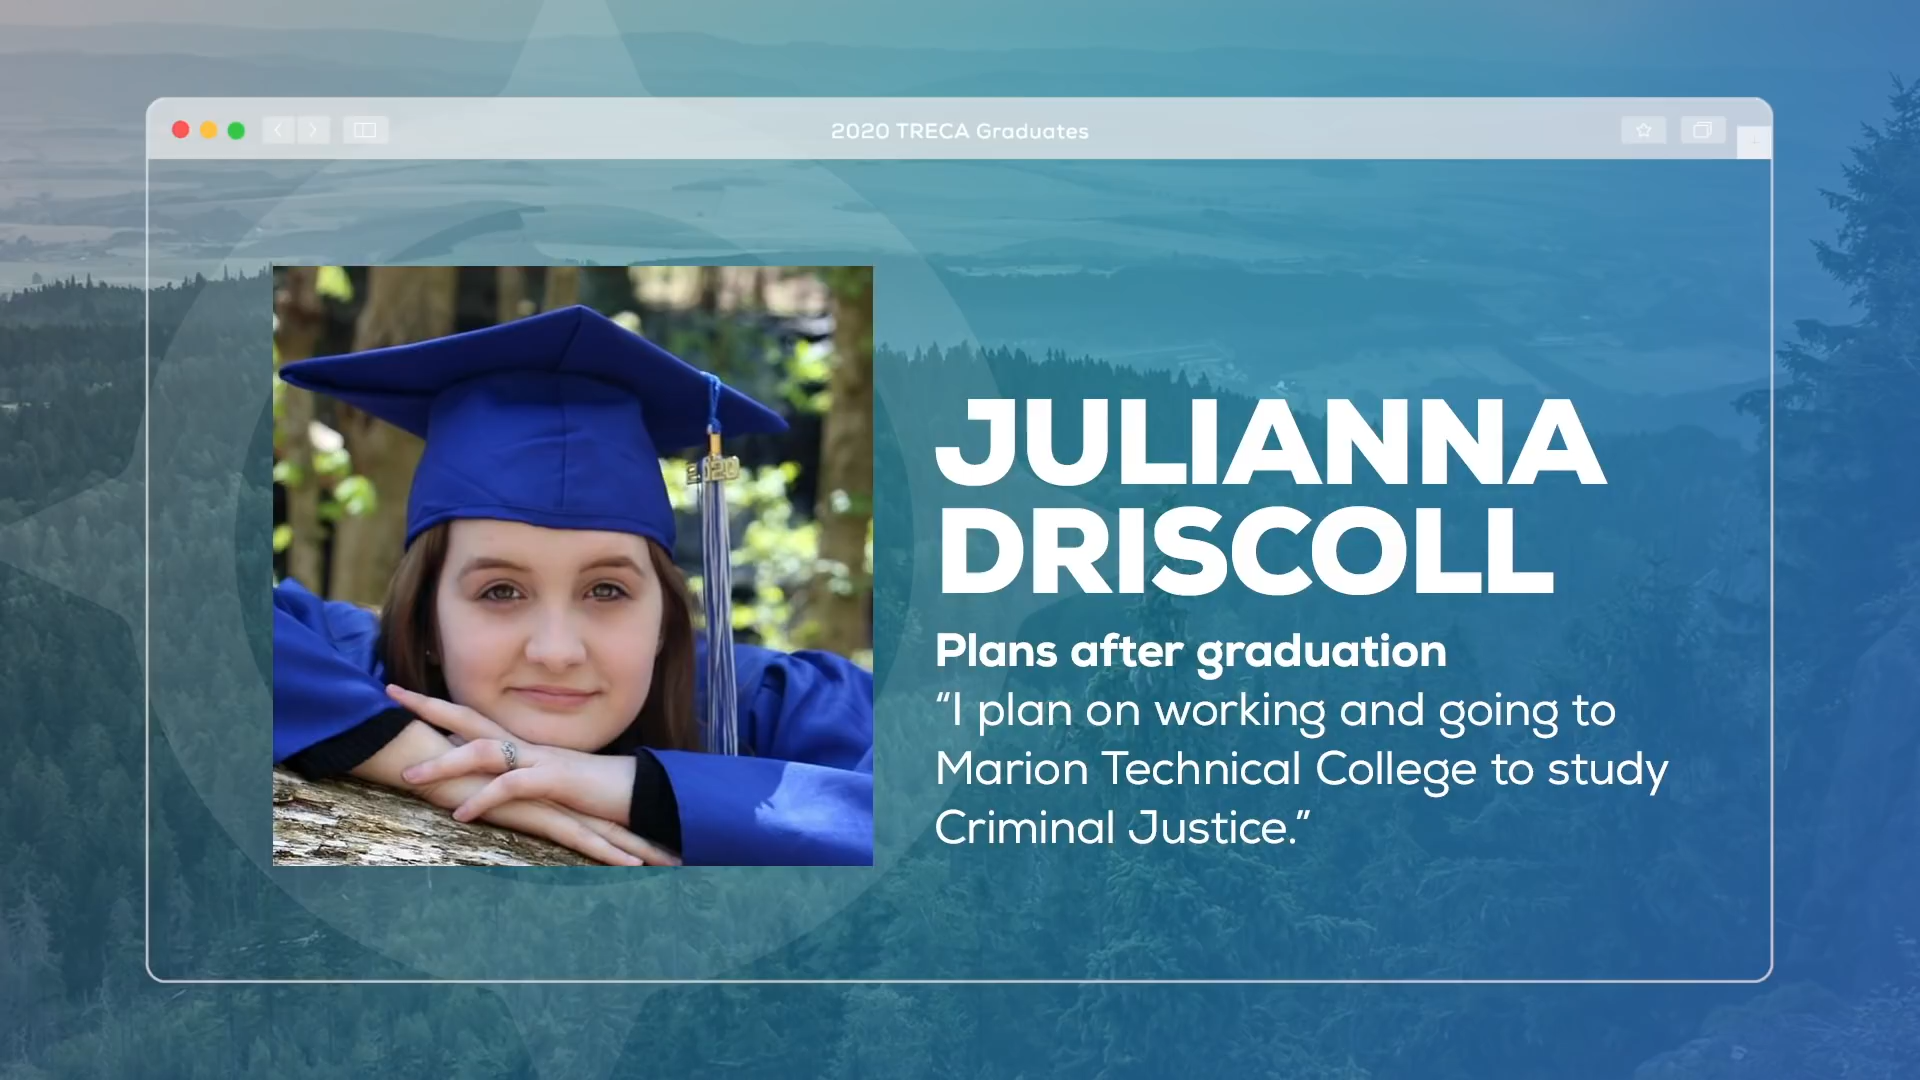 2020 TRECA Graduates
2020
JULIANNA
DRISCOLL
Plans after graduation
“I plan on working and going to
Marion Technical College to study
Criminal Justice.”